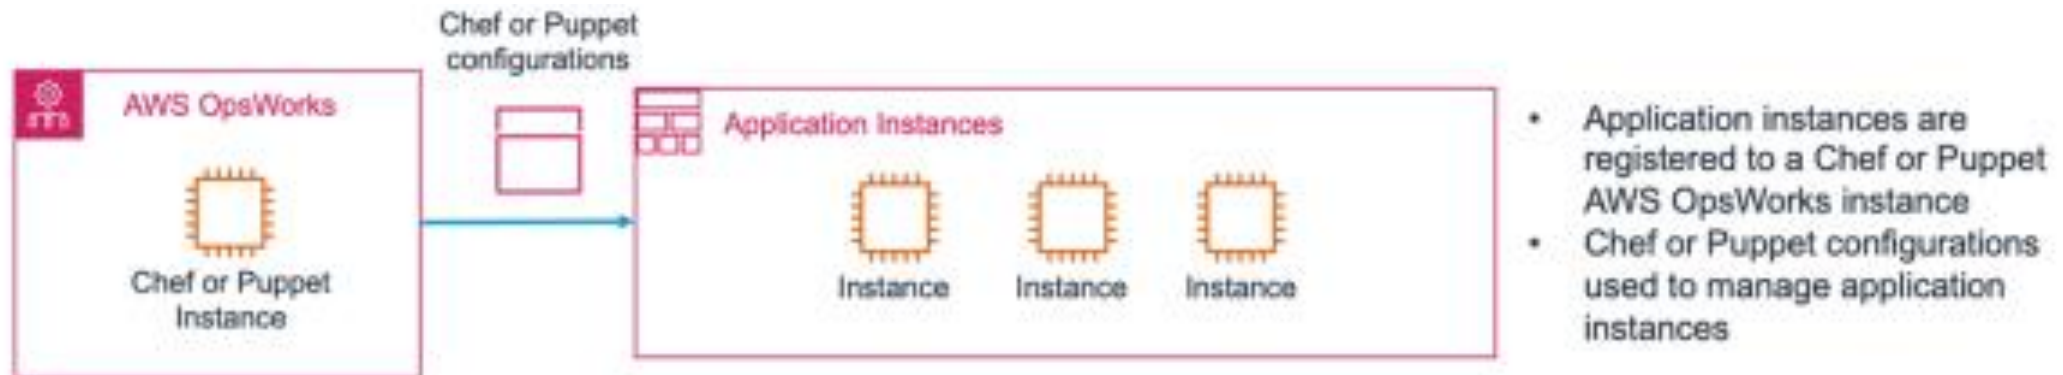 Chef or Puppet
configurations
AWS OpsWorks
Chef or Puppet
Instance
Application Instances
Instance
Instance
Instance
• Application instances are
registered to a Chef or Puppet
AWS OpsWorks instance
• Chef or Puppet configurations
used to manage application
instances